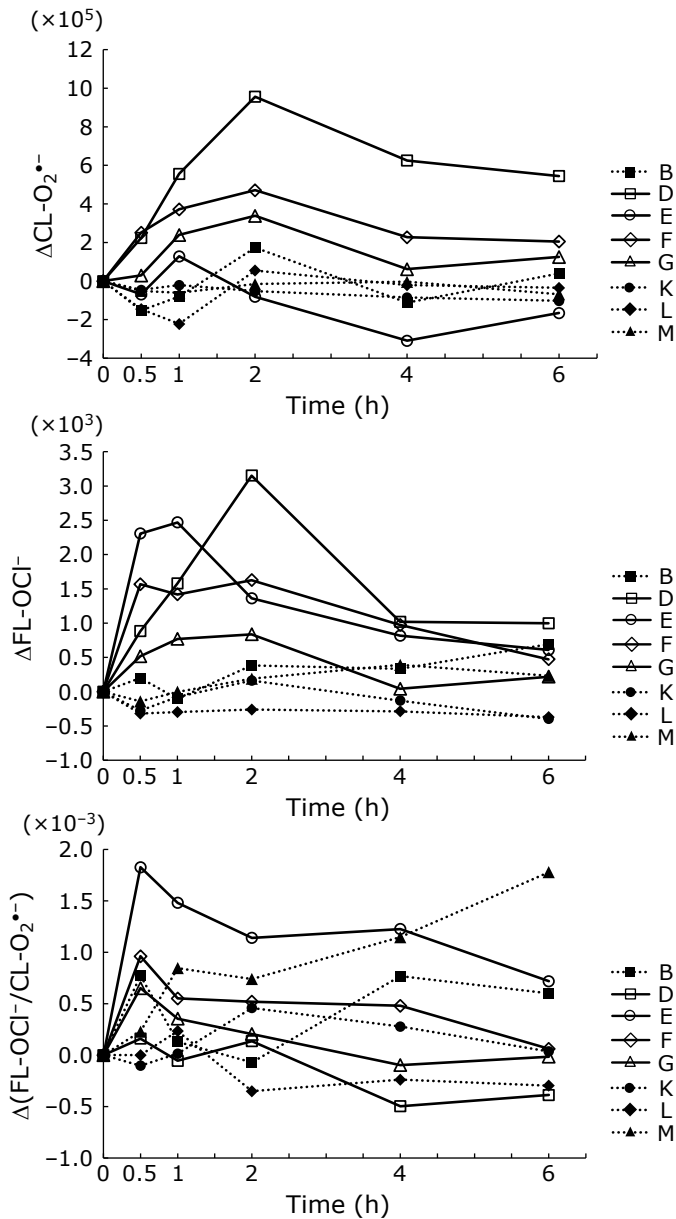 (×10⁵)
12
10
8
6
4
2
0
−2
−4
ΔCL-O₂•⁻
0 0.5 1 2 4 6
Time (h)
B
D
E
F
G
K
L
M
(×10³)
3.5
3.0
2.5
2.0
1.5
1.0
0.5
0.0
−0.5
−1.0
ΔFL-OCl⁻
0 0.5 1 2 4 6
Time (h)
B
D
E
F
G
K
L
M
(×10⁻³)
2.0
1.5
1.0
0.5
0.0
−0.5
−1.0
Δ(FL-OCl⁻/CL-O₂•⁻)
0 0.5 1 2 4 6
Time (h)
B
D
E
F
G
K
L
M